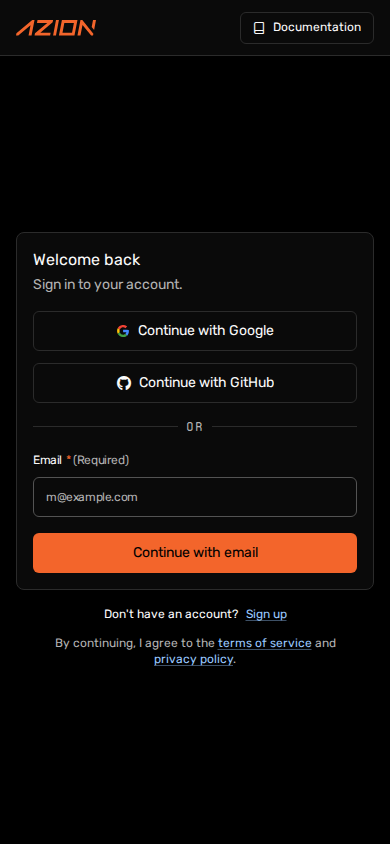 AZION
Documentation
Welcome back
Sign in to your account.
Continue with Google
Continue with GitHub
OR
Email *(Required)
m@example.com
Continue with email
Don't have an account? Sign up
By continuing, I agree to the terms of service and
privacy policy.